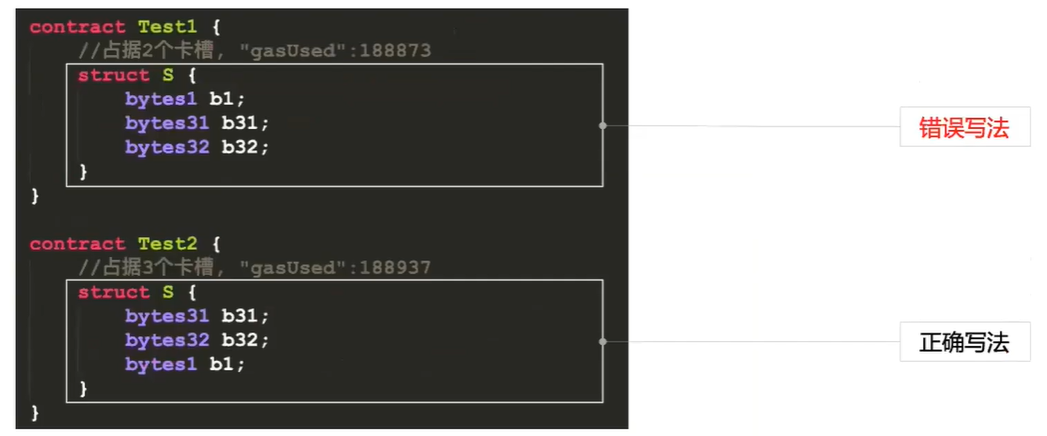 contract Test1 {
//占据2个卡槽, "gasUsed":188873
struct S {
bytes1 b1;
bytes31 b31;
bytes32 b32;
}
}
错误写法
contract Test2 {
//占据3个卡槽, "gasUsed":188937
struct S {
bytes31 b31;
bytes32 b32;
bytes1 b1;
}
}
正确写法